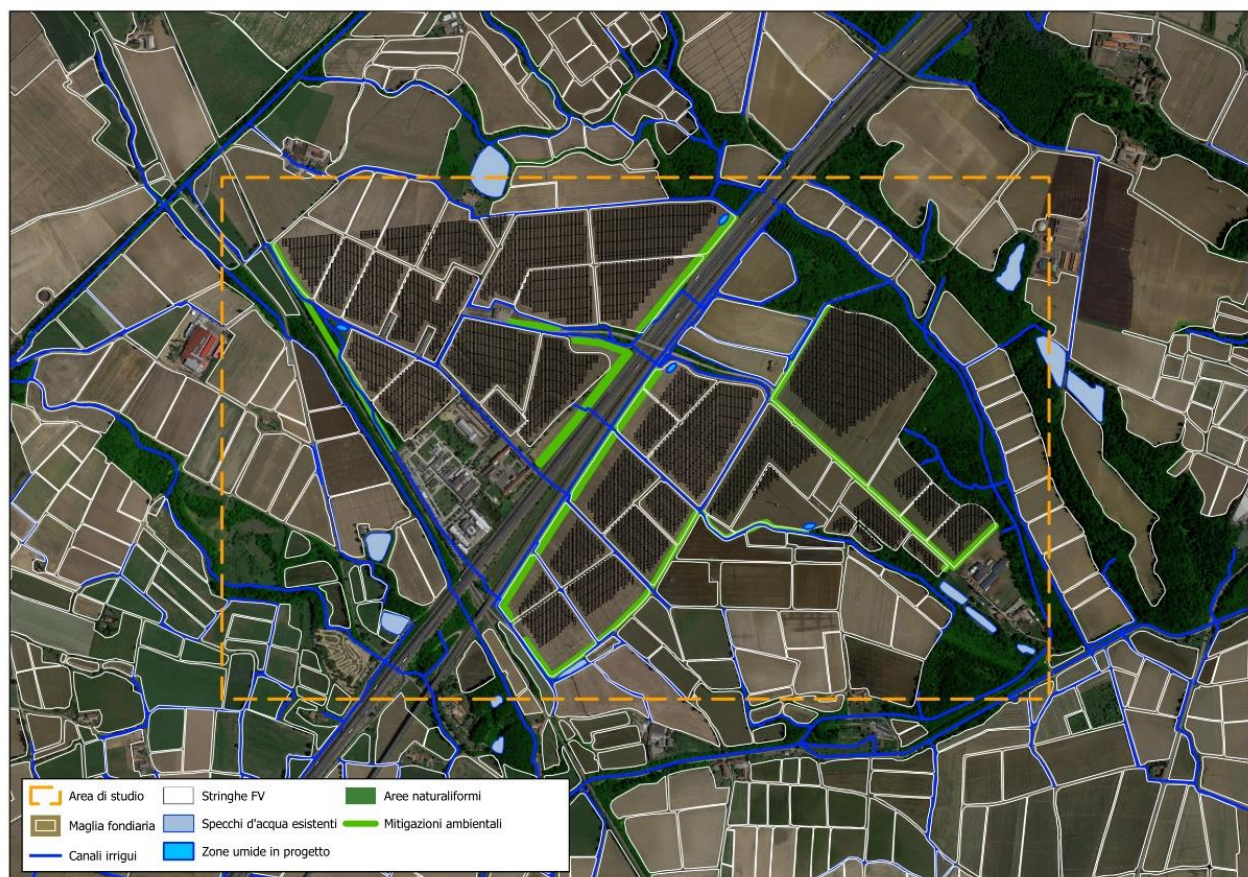 Area di studio
Stringhe FV
Aree naturaliformi
Maglia fondiaria
Specchi d'acqua esistenti
Mitigazioni ambientali
Canali irrigui
Zone umide in progetto